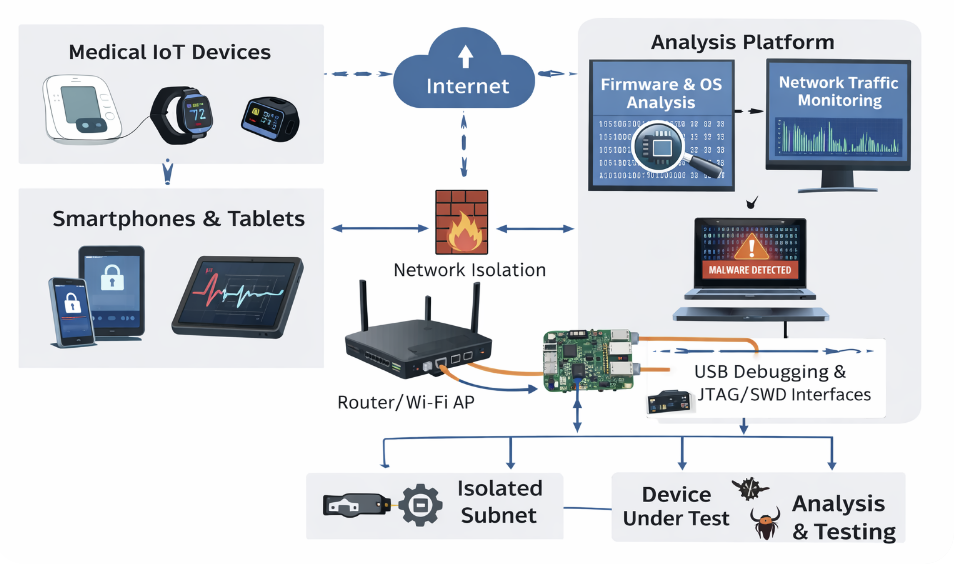 Medical IoT Devices
72
Internet
Analysis Platform
Firmware & OS
Analysis
Network Traffic
Monitoring
Smartphones & Tablets
Network Isolation
MALWARE DETECTED
Router/Wi-Fi AP
USB Debugging &
JTAG/SWD Interfaces
Isolated
Subnet
Device
Under Test
Analysis
& Testing